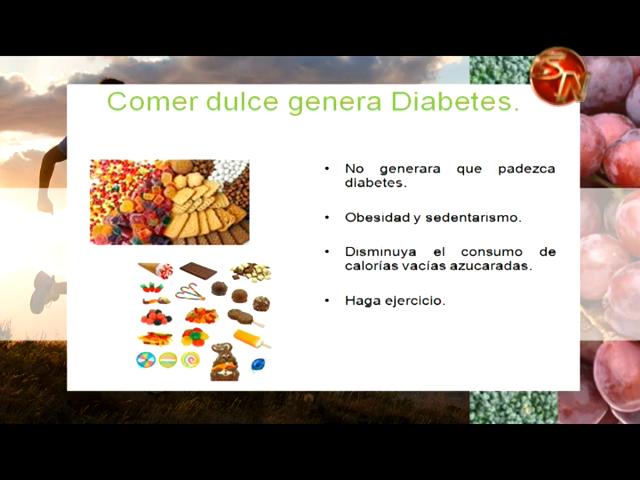 SN
Comer dulce genera Diabetes.
• No generara que padezca
diabetes.
• Obesidad y sedentarismo.
• Disminuya el consumo de
calorías vacías azucaradas.
• Haga ejercicio.